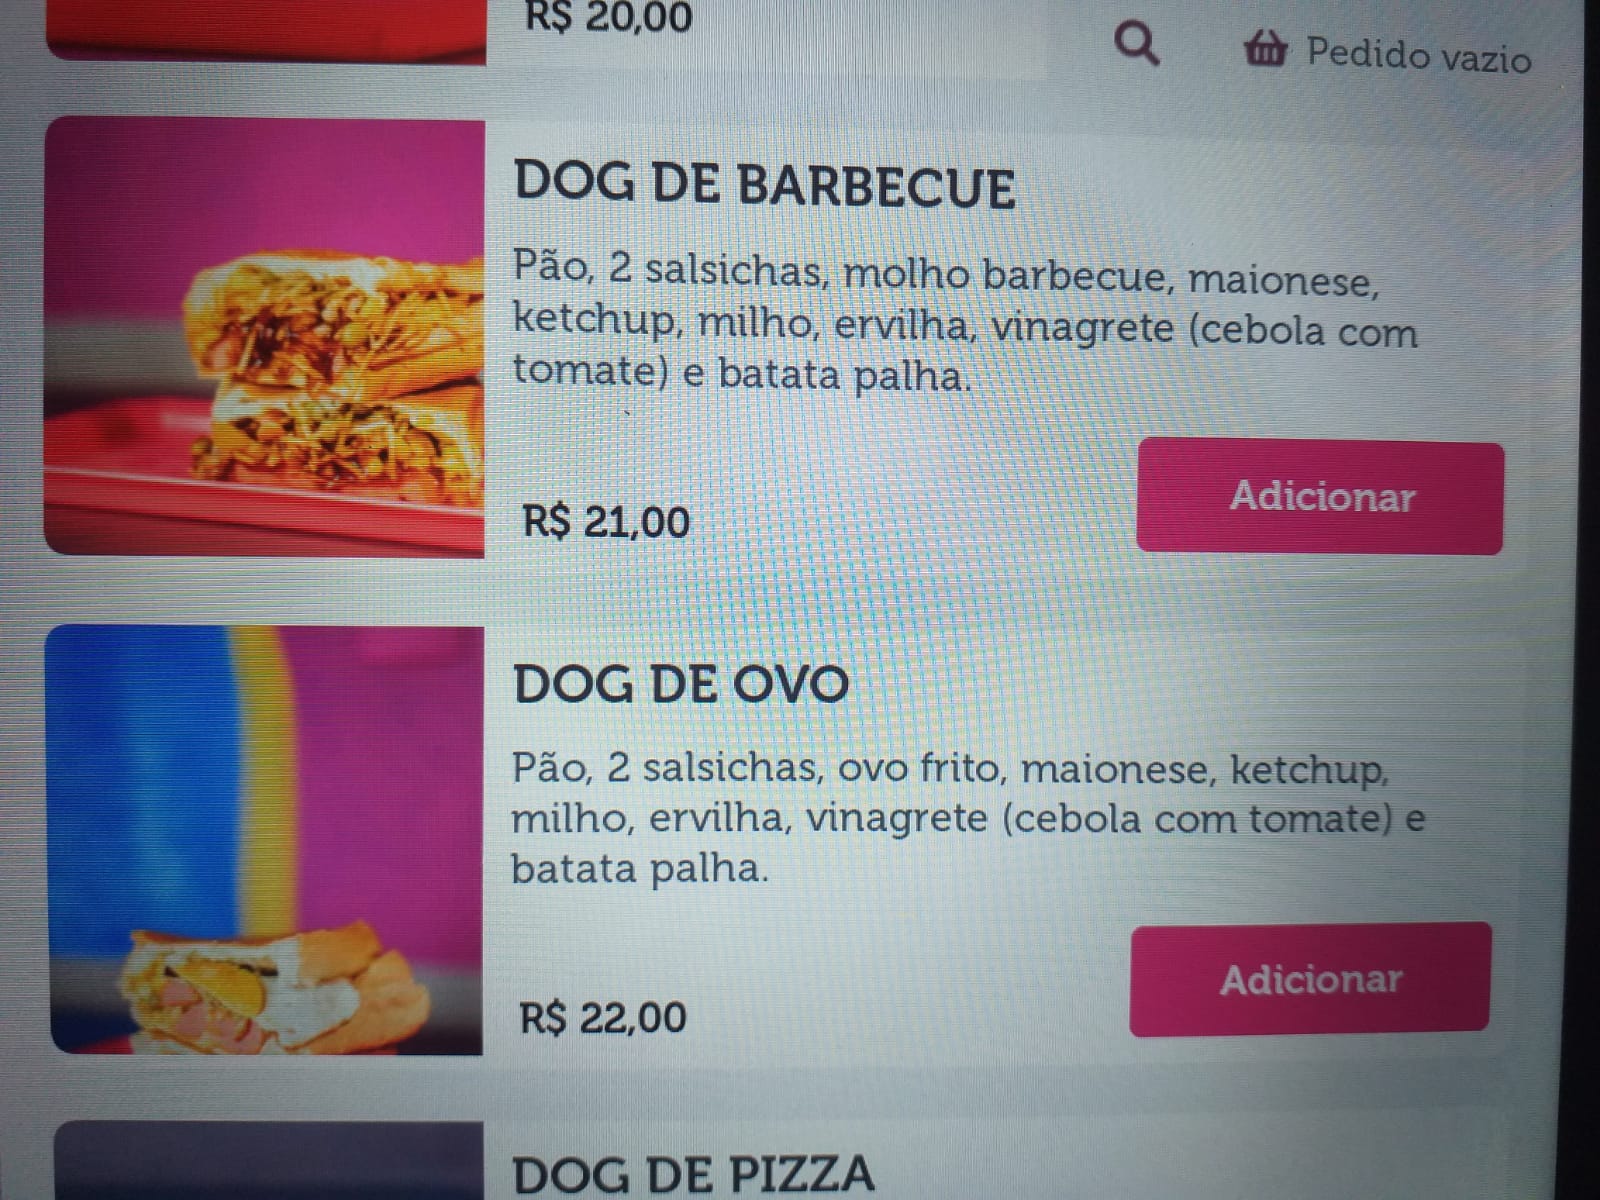 R$ 20,00
Pedido vazio
DOG DE BARBECUE
Pão, 2 salsichas, molho barbecue, maionese,
ketchup, milho, ervilha, vinagrete (cebola com
tomate) e batata palha.
R$ 21,00
Adicionar
DOG DE OVO
Pão, 2 salsichas, ovo frito, maionese, ketchup,
milho, ervilha, vinagrete (cebola com tomate) e
batata palha.
R$ 22,00
Adicionar
DOG DE PIZZA